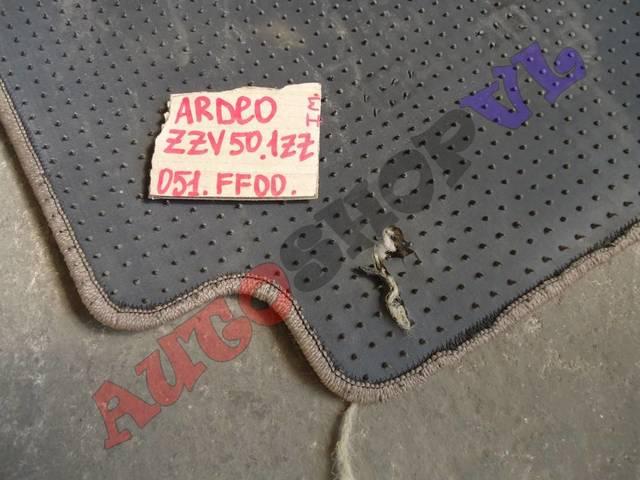 ARDEO I.M.
ZZV50.1ZZ
051.FF00.
AUTOSHOPVL